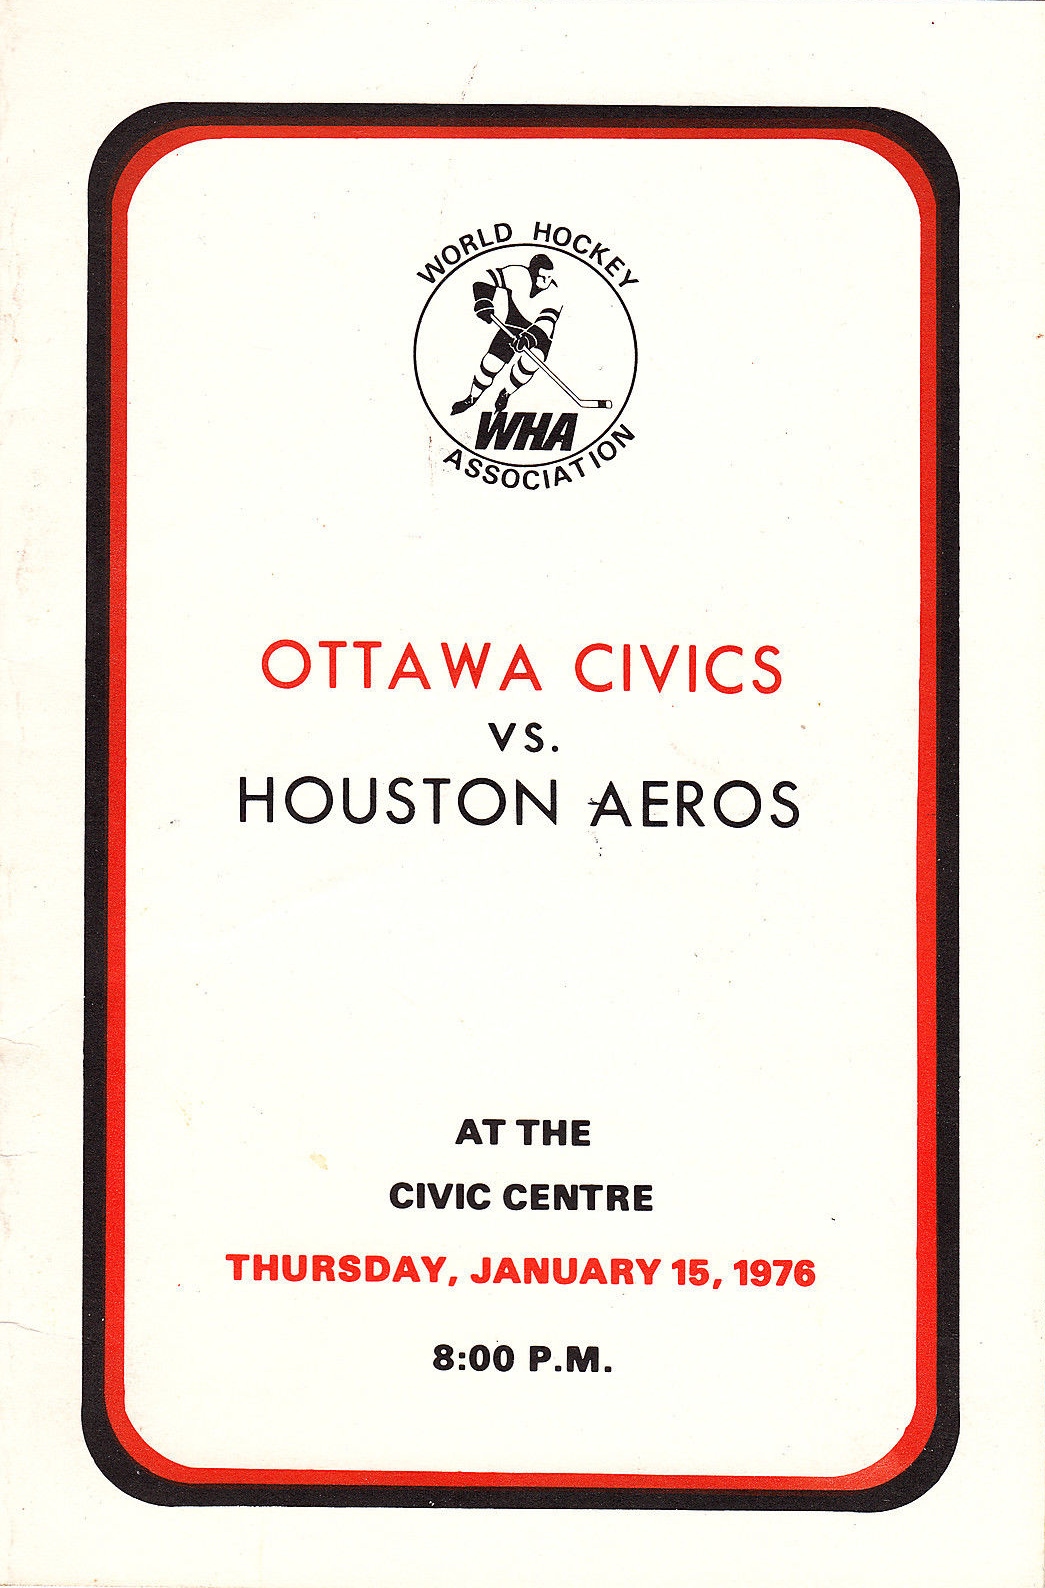 WORLD HOCKEY
WHA
ASSOCIATION
OTTAWA CIVICS
VS.
HOUSTON AEROS
AT THE
CIVIC CENTRE
THURSDAY, JANUARY 15, 1976
8:00 P.M.